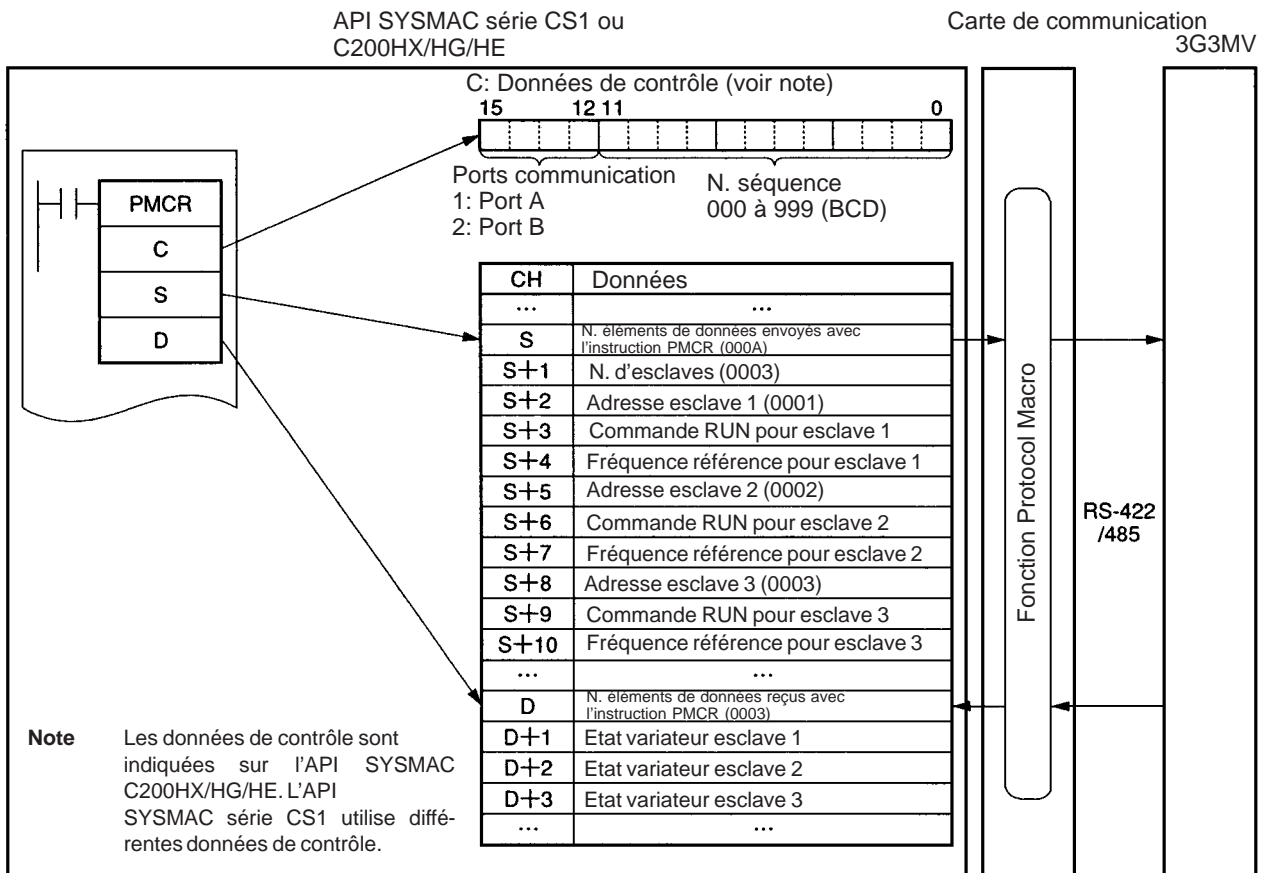 API SYSMAC série CS1 ou
C200HX/HG/HE
Carte de communication
3G3MV
C: Données de contrôle (voir note)
15 12 11 0
Ports communication
1: Port A
2: Port B
N. séquence
000 à 999 (BCD)
PMCR
C
S
D
CH Données
... ...
S N. éléments de données envoyés avec
l'instruction PMCR (000A)
S+1 N. d'esclaves (0003)
S+2 Adresse esclave 1 (0001)
S+3 Commande RUN pour esclave 1
S+4 Fréquence référence pour esclave 1
S+5 Adresse esclave 2 (0002)
S+6 Commande RUN pour esclave 2
S+7 Fréquence référence pour esclave 2
S+8 Adresse esclave 3 (0003)
S+9 Commande RUN pour esclave 3
S+10 Fréquence référence pour esclave 3
... ...
D N. éléments de données reçus avec
l'instruction PMCR (0003)
D+1 Etat variateur esclave 1
D+2 Etat variateur esclave 2
D+3 Etat variateur esclave 3
... ...
Fonction Protocol Macro
RS-422
/485
Note Les données de contrôle sont
indiquées sur l'API SYSMAC
C200HX/HG/HE. L'API
SYSMAC série CS1 utilise diffé-
rentes données de contrôle.